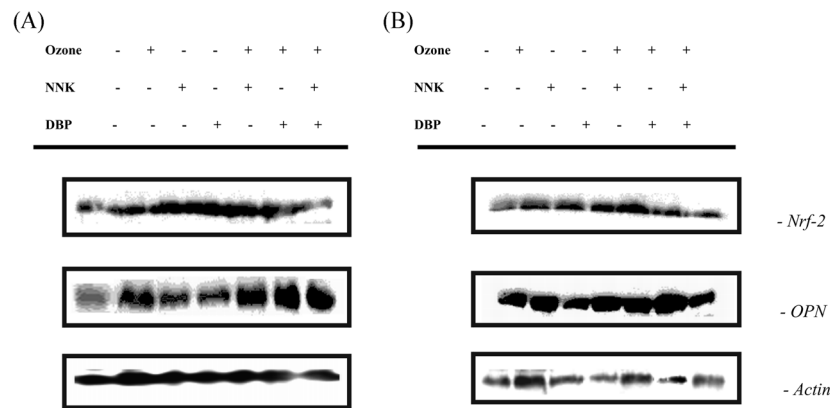 (A)
Ozone - + - - + + +
NNK - - + - + - +
DBP - - - + - + +
(B)
Ozone - + - - + + +
NNK - - + - + - +
DBP - - - + - + +
- Nrf-2
- OPN
- Actin